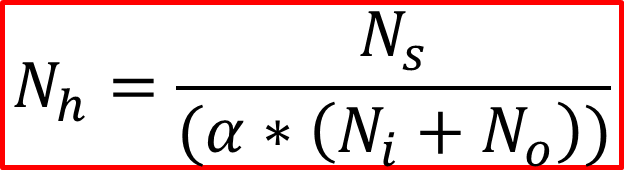 N_h = N_s / (α * (N_i + N_o))